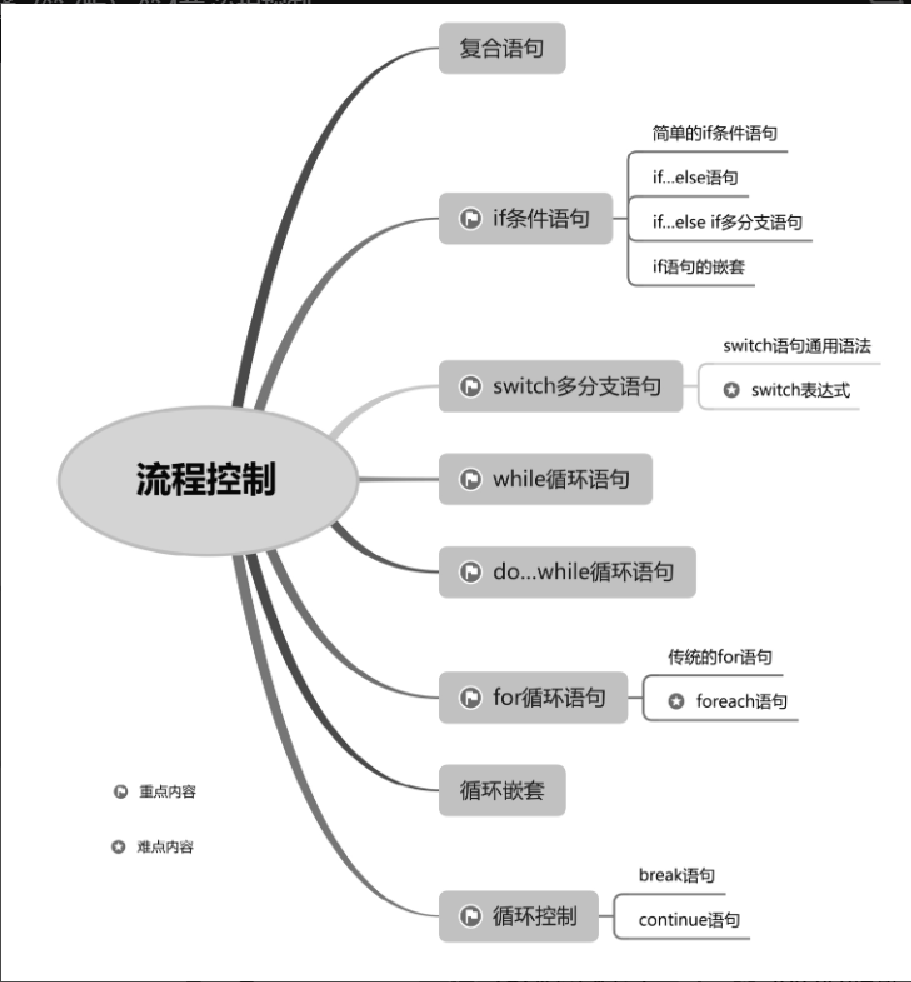 复合语句
简单的if条件语句
if...else语句
if条件语句
if...else if多分支语句
if语句的嵌套
switch语句通用语法
switch多分支语句
switch表达式
流程控制
while循环语句
do...while循环语句
传统的for语句
for循环语句
foreach语句
循环嵌套
重点内容
难点内容
break语句
循环控制
continue语句